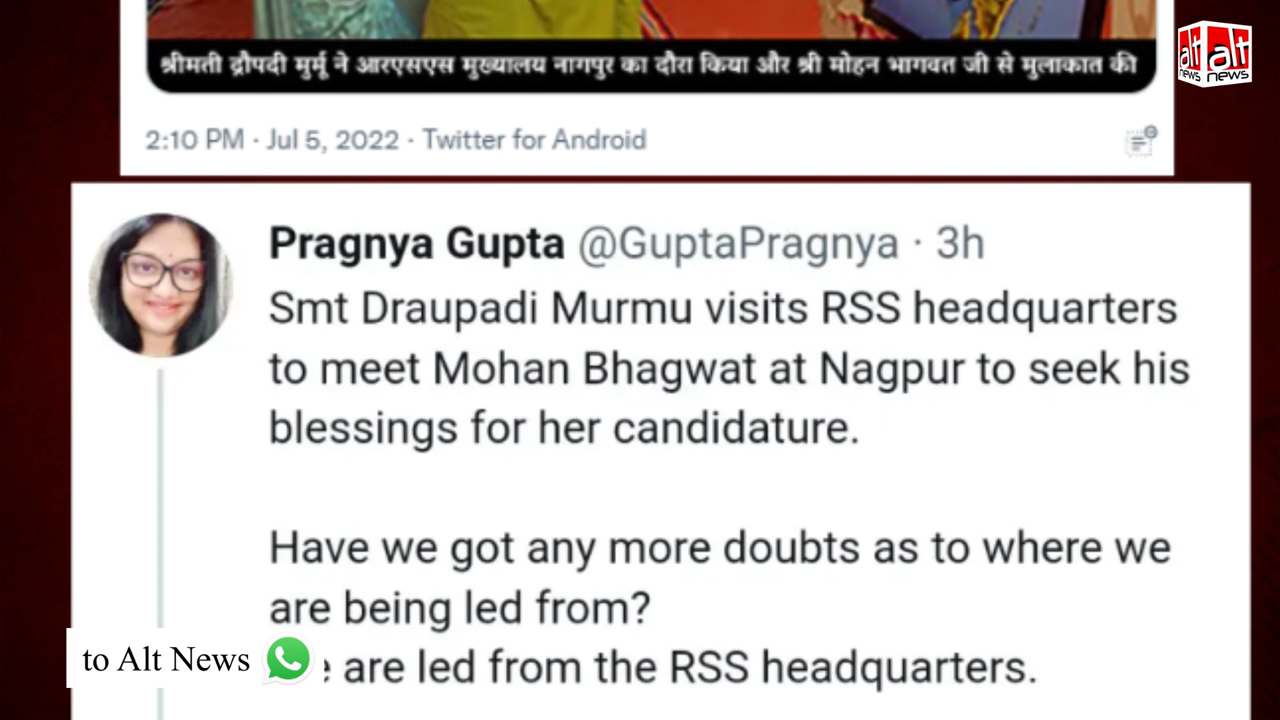 श्रीमती द्रौपदी मुर्मू ने आरएसएस मुख्यालय नागपुर का दौरा किया और श्री मोहन भागवत जी से मुलाकात की
alt news alt news
2:10 PM · Jul 5, 2022 · Twitter for Android
Pragnya Gupta @GuptaPragnya · 3h
Smt Draupadi Murmu visits RSS headquarters
to meet Mohan Bhagwat at Nagpur to seek his
blessings for her candidature.
Have we got any more doubts as to where we
are being led from?
are led from the RSS headquarters.
to Alt News